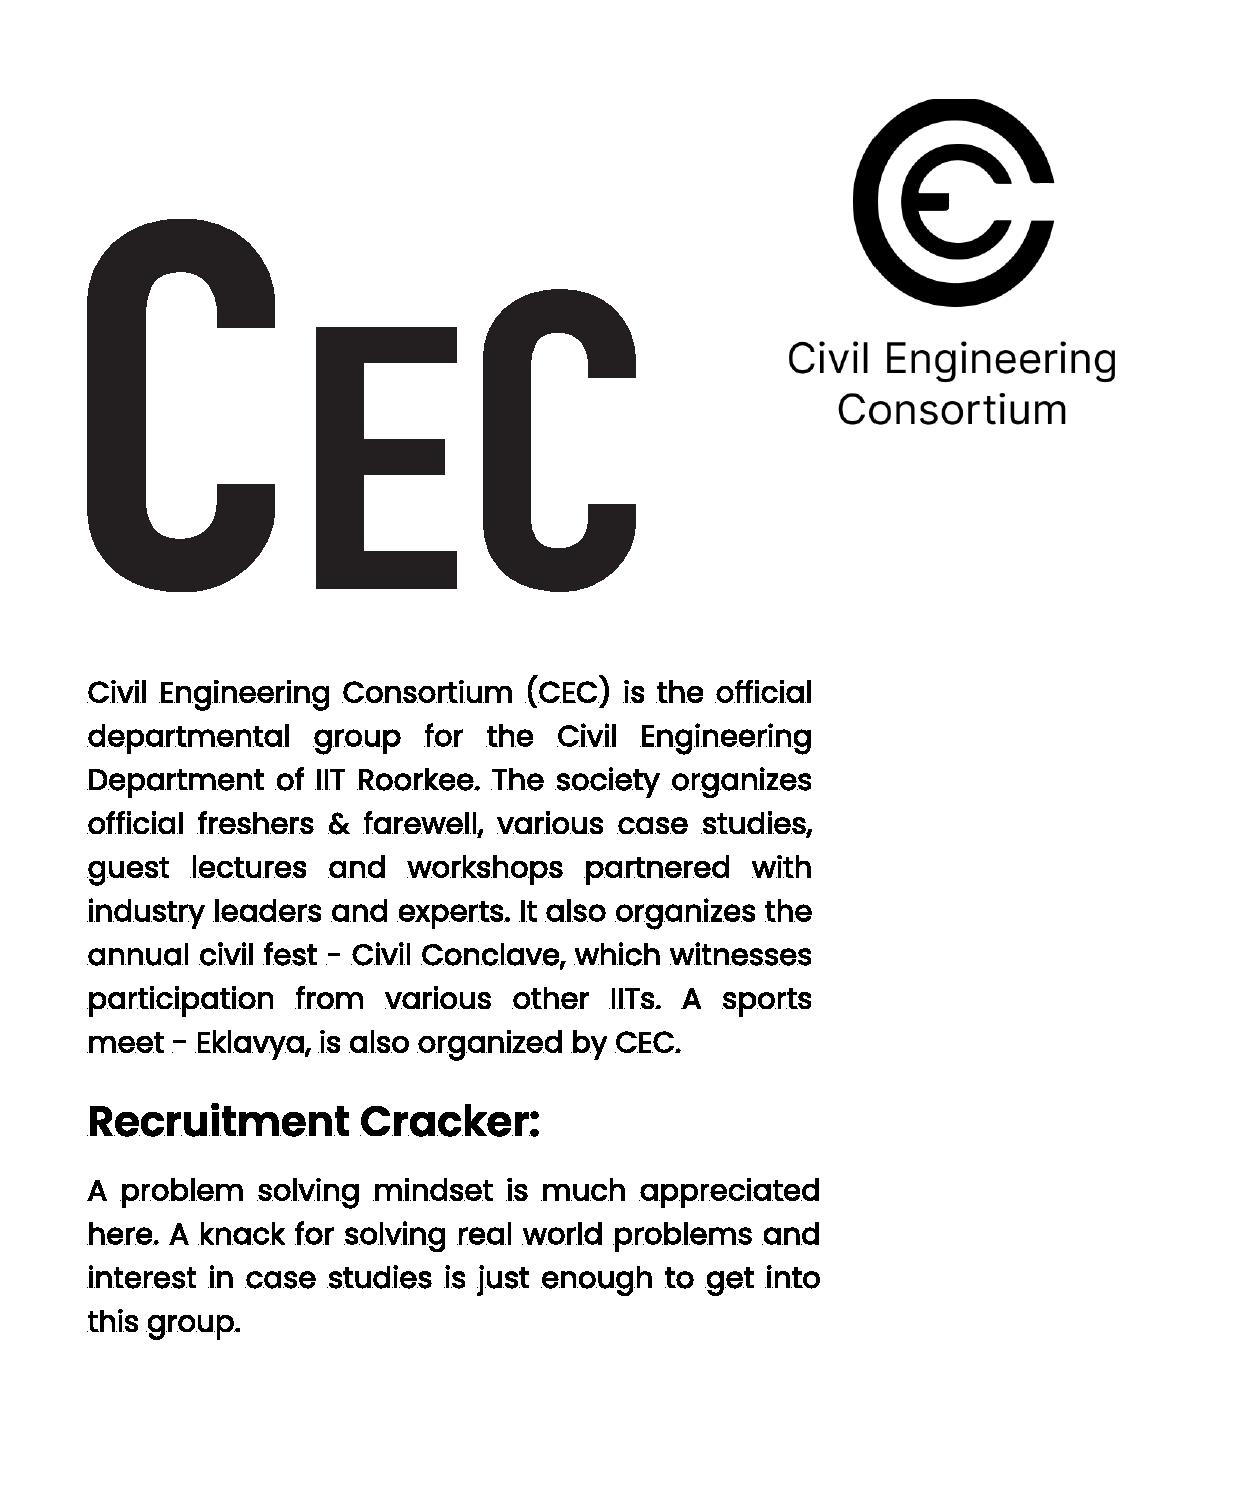 CEC
Civil Engineering
Consortium
Civil Engineering Consortium (CEC) is the official
departmental group for the Civil Engineering
Department of IIT Roorkee. The society organizes
official freshers & farewell, various case studies,
guest lectures and workshops partnered with
industry leaders and experts. It also organizes the
annual civil fest - Civil Conclave, which witnesses
participation from various other IITs. A sports
meet - Eklavya, is also organized by CEC.
Recruitment Cracker:
A problem solving mindset is much appreciated
here. A knack for solving real world problems and
interest in case studies is just enough to get into
this group.